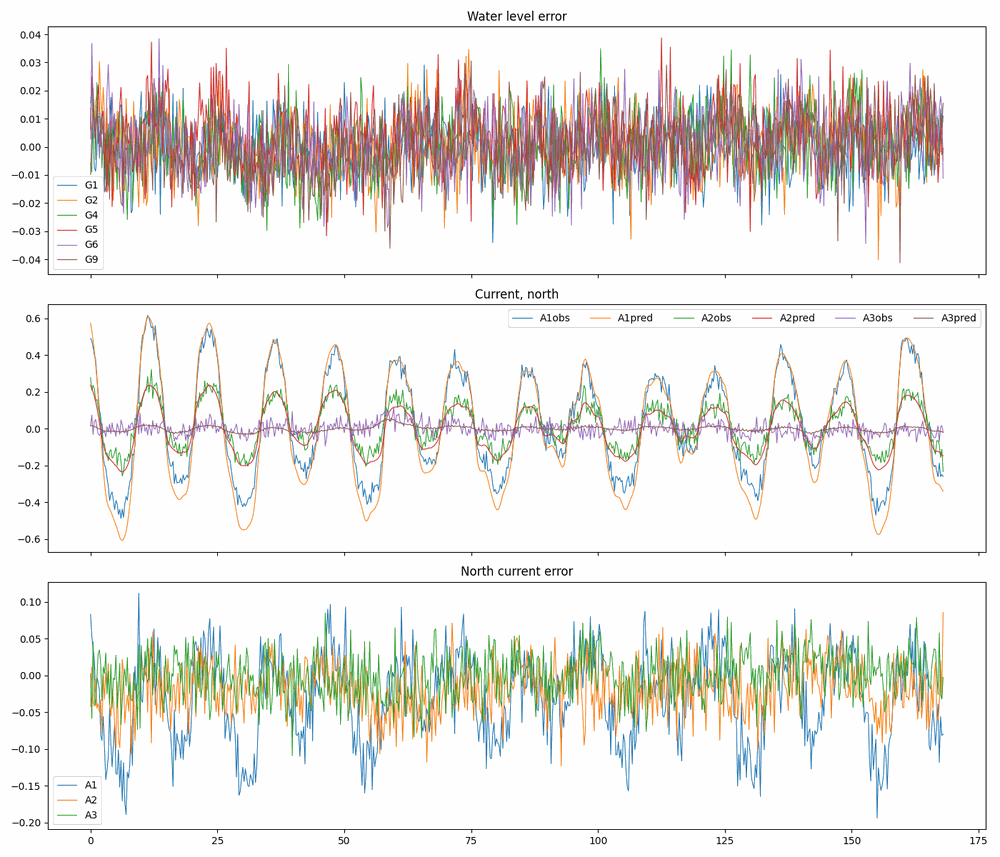 Water level error
0.04
0.03
0.02
0.01
0.00
−0.01
−0.02
−0.03
−0.04
G1
G2
G4
G5
G6
G9
Current, north
0.6
0.4
0.2
0.0
−0.2
−0.4
−0.6
A1obs A1pred A2obs A2pred A3obs A3pred
North current error
0.10
0.05
0.00
−0.05
−0.10
−0.15
−0.20
A1
A2
A3
0 25 50 75 100 125 150 175